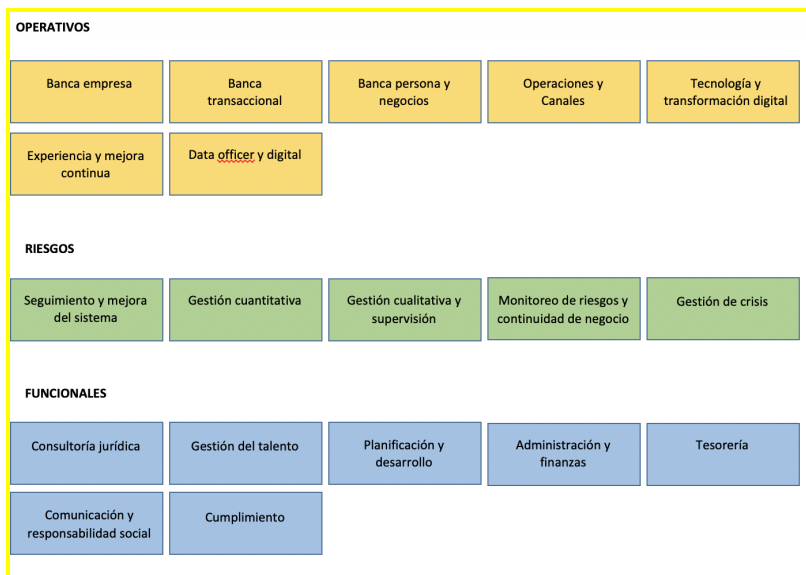 OPERATIVOS
Banca empresa
Banca
transaccional
Banca persona y
negocios
Operaciones y
Canales
Tecnología y
transformación digital
Experiencia y mejora
continua
Data officer y digital
RIESGOS
Seguimiento y mejora
del sistema
Gestión cuantitativa
Gestión cualitativa y
supervisión
Monitoreo de riesgos y
continuidad de negocio
Gestión de crisis
FUNCIONALES
Consultoría jurídica
Gestión del talento
Planificación y
desarrollo
Administración y
finanzas
Tesorería
Comunicación y
responsabilidad social
Cumplimiento